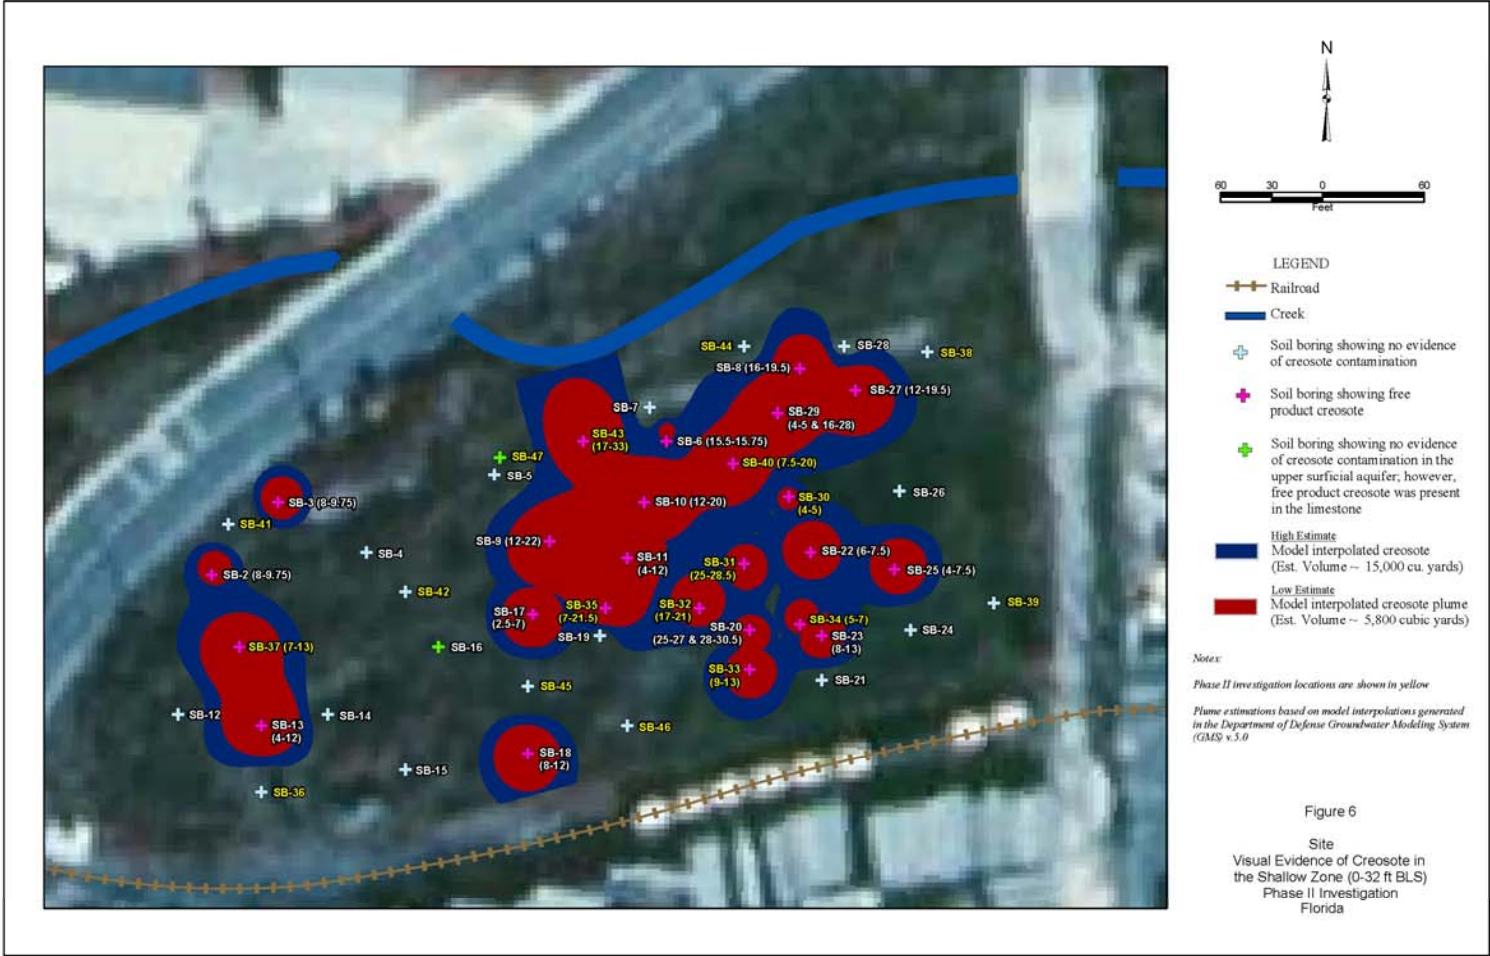 N
60 30 0 60
Feet
LEGEND
Railroad
Creek
Soil boring showing no evidence
of creosote contamination
Soil boring showing free
product creosote
Soil boring showing no evidence
of creosote contamination in the
upper surficial aquifer; however,
free product creosote was present
in the limestone
High Estimate
Model interpolated creosote
(Est. Volume ~ 15,000 cu. yards)
Low Estimate
Model interpolated creosote plume
(Est. Volume ~ 5,800 cubic yards)
Notes:
Phase II investigation locations are shown in yellow
Plume estimations based on model interpolations generated
in the Department of Defense Groundwater Modeling System
(GMS) v.5.0
Figure 6
Site
Visual Evidence of Creosote in
the Shallow Zone (0-32 ft BLS)
Phase II Investigation
Florida
SB-44
SB-28
SB-38
SB-8 (16-19.5)
SB-27 (12-19.5)
SB-7
SB-29
(4-5 & 16-28)
SB-43
(17-33)
SB-6 (15.5-15.75)
SB-47
SB-40 (7.5-20)
SB-5
SB-3 (8-9.75)
SB-10 (12-20)
SB-30
(4-5)
SB-26
SB-41
SB-4
SB-9 (12-22)
SB-11
(4-12)
SB-22 (6-7.5)
SB-31
(25-28.5)
SB-25 (4-7.5)
SB-2 (8-9.75)
SB-42
SB-39
SB-17
(2.5-7)
SB-35
(7-21.5)
SB-32
(17-21)
SB-34 (5-7)
SB-20
(25-27 & 28-30.5)
SB-24
SB-19
SB-23
(8-13)
SB-37 (7-13)
SB-16
SB-33
(9-13)
SB-21
SB-45
SB-12
SB-14
SB-13
(4-12)
SB-46
SB-18
(8-12)
SB-15
SB-36